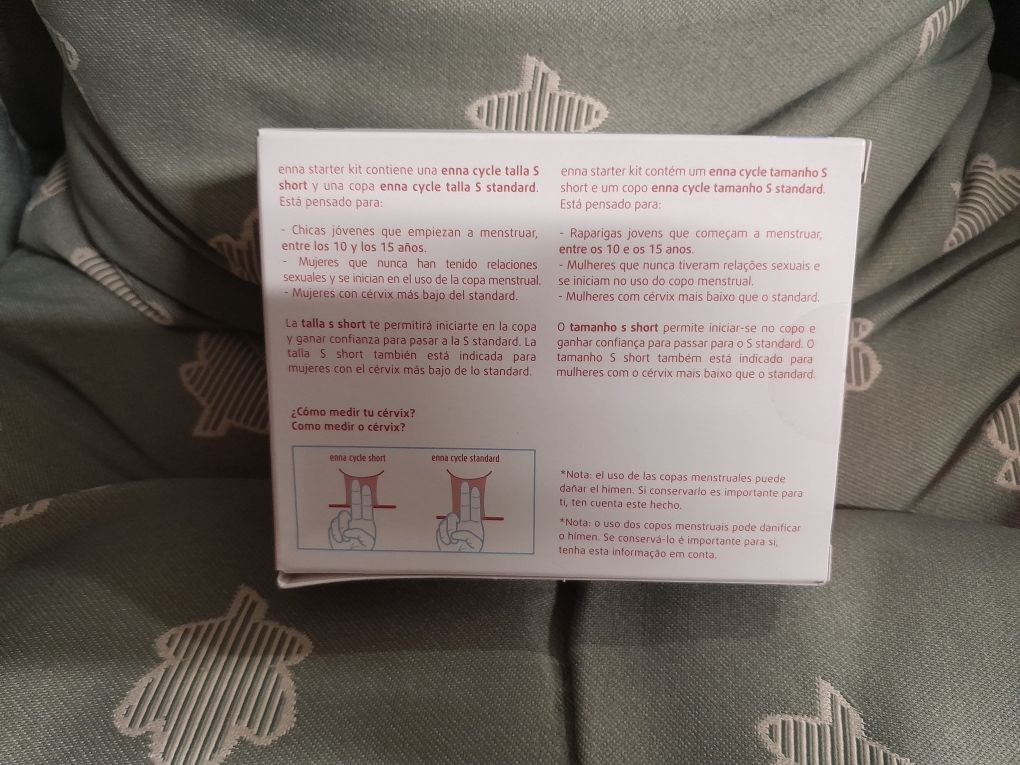 enna starter kit contiene una enna cycle talla S
short y una copa enna cycle talla S standard.
Está pensado para:
- Chicas jóvenes que empiezan a menstruar,
entre los 10 y los 15 años.
- Mujeres que nunca han tenido relaciones
sexuales y se inician en el uso de la copa menstrual.
- Mujeres con cérvix más bajo del standard.
La talla s short te permitirá iniciarte en la copa
y ganar confianza para pasar a la S standard. La
talla S short también está indicada para
mujeres con el cérvix más bajo de lo standard.
enna starter kit contém um enna cycle tamanho S
short e um copo enna cycle tamanho S standard.
Está pensado para:
- Raparigas jovens que começam a menstruar,
entre os 10 e os 15 anos.
- Mulheres que nunca tiveram relações sexuais e
se iniciam no uso do copo menstrual.
- Mulheres com cérvix mais baixo que o standard.
O tamanho s short permite iniciar-se no copo e
ganhar confiança para passar para o S standard. O
tamanho S short também está indicado para
mulheres com o cérvix mais baixo que o standard.
¿Cómo medir tu cérvix?
Como medir o cérvix?
enna cycle short
enna cycle standard
*Nota: el uso de las copas menstruales puede
dañar el himen. Si conservarlo es importante para
ti, ten cuenta este hecho.
*Nota: o uso dos copos menstruais pode danificar
o hímen. Se conservá-lo é importante para si,
tenha esta informação em conta.